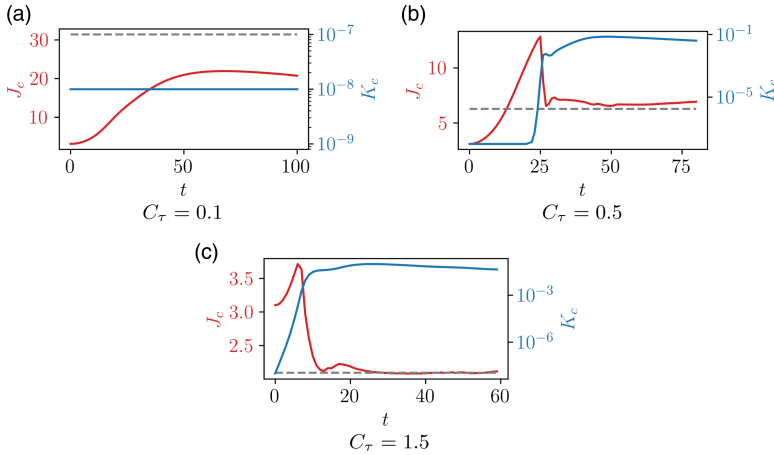 (a)
30
20
10
J_c
10^{-7}
10^{-8}
10^{-9}
K_c
0
50
100
t
C_τ = 0.1
(b)
10
5
J_c
10^{-1}
10^{-5}
K_c
0
25
50
75
t
C_τ = 0.5
(c)
3.5
3.0
2.5
J_c
10^{-3}
10^{-6}
K_c
0
20
40
60
t
C_τ = 1.5